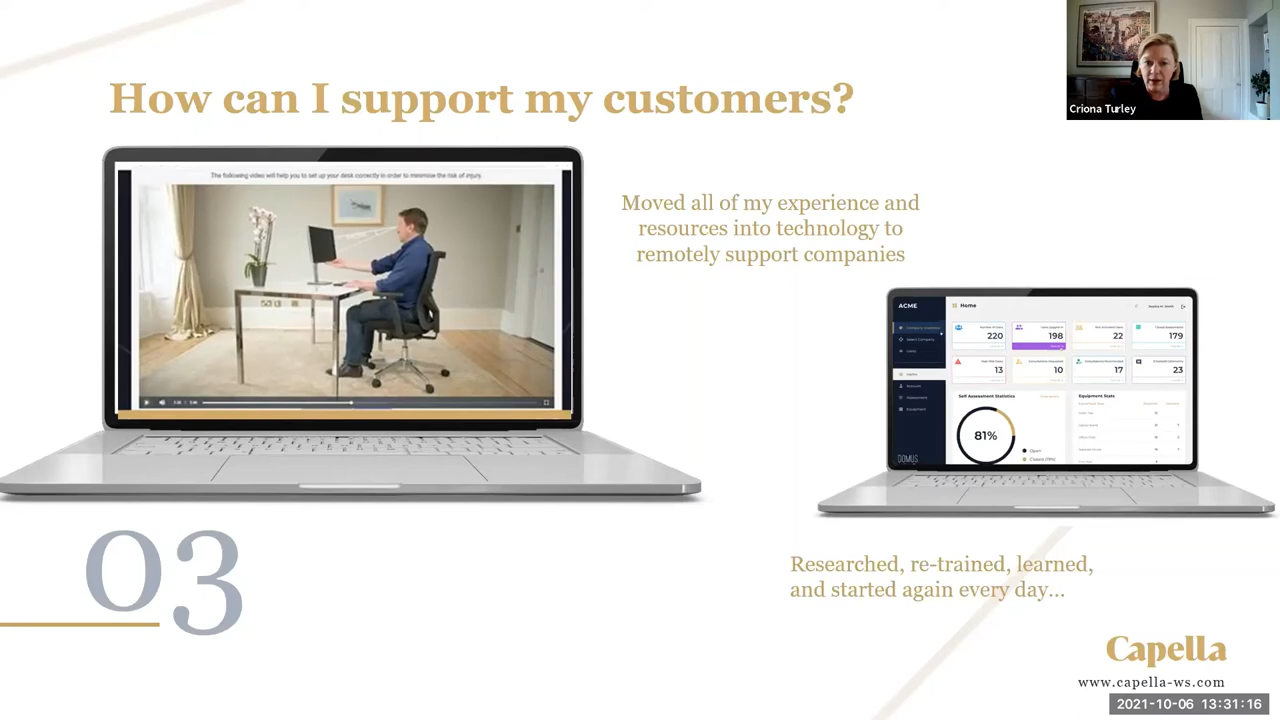 How can I support my customers?
Criona Turley
The following video will help you to set up your desk correctly in order to minimise the risk of injury.
Moved all of my experience and
resources into technology to
remotely support companies
ACME
Home
220
198
22
179
13
10
17
23
Self Assessment Statistics
Equipment Stats
81%
Open
DOMUS
03
Researched, re-trained, learned,
and started again every day...
Capella
www.capella-ws.com
2021-10-06 13:31:16